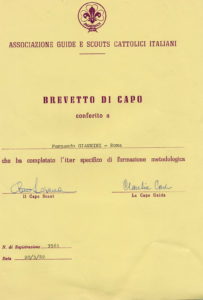 ASSOCIAZIONE GUIDE E SCOUTS CATTOLICI ITALIANI
BREVETTO DI CAPO
conferito a
GIANNINI - Roma
che ha completato l'iter specifico di formazione metodologica
Il Capo Scout
La Capo Guida
N. di Registrazione
Data